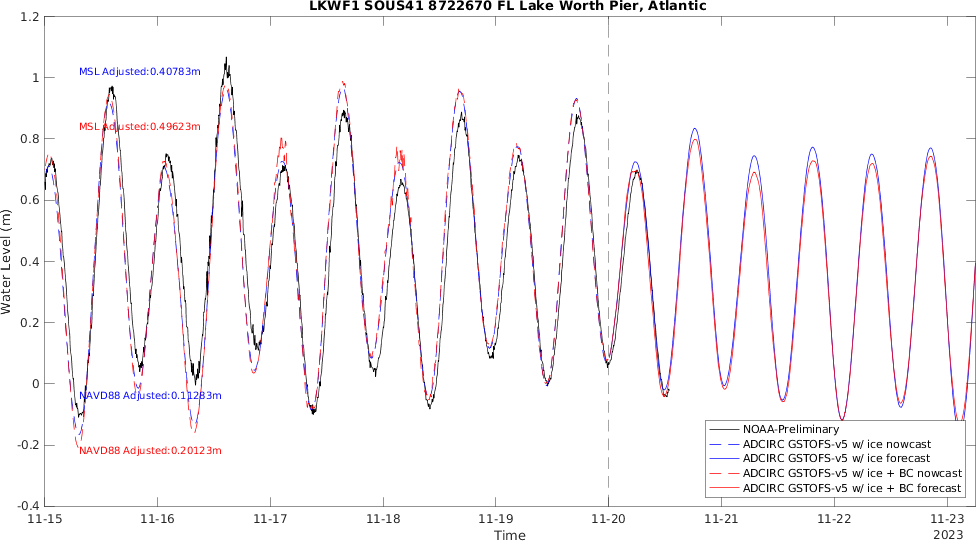 LKWF1 SOUS41 8722670 FL Lake Worth Pier, Atlantic
1.2
1
0.8
0.6
0.4
0.2
0
-0.2
-0.4
Water Level (m)
MSL Adjusted:0.40783m
MSL Adjusted:0.49623m
NAVD88 Adjusted:0.11283m
NAVD88 Adjusted:0.20123m
NOAA-Preliminary
ADCIRC GSTOFS-v5 w/ ice nowcast
ADCIRC GSTOFS-v5 w/ ice forecast
ADCIRC GSTOFS-v5 w/ ice + BC nowcast
ADCIRC GSTOFS-v5 w/ ice + BC forecast
11-15 11-16 11-17 11-18 11-19 11-20 11-21 11-22 11-23
Time 2023